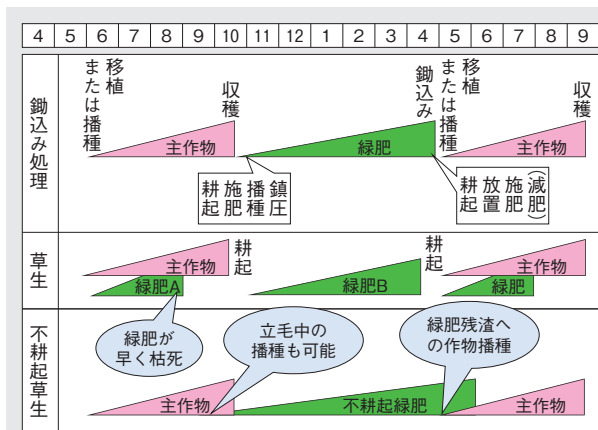 4 5 6 7 8 9 10 11 12 1 2 3 4 5 6 7 8 9
鋤込み処理
移植
または播種
主作物
収穫
耕起
施肥
播種
鎮圧
緑肥
鋤込み
耕起
放置
施肥(減肥)
移植
または播種
主作物
収穫
草生
主作物
緑肥A
耕起
緑肥B
耕起
主作物
緑肥
緑肥が
早く枯死
不耕起草生
主作物
立毛中の
播種も可能
不耕起緑肥
緑肥残渣へ
の作物播種
主作物